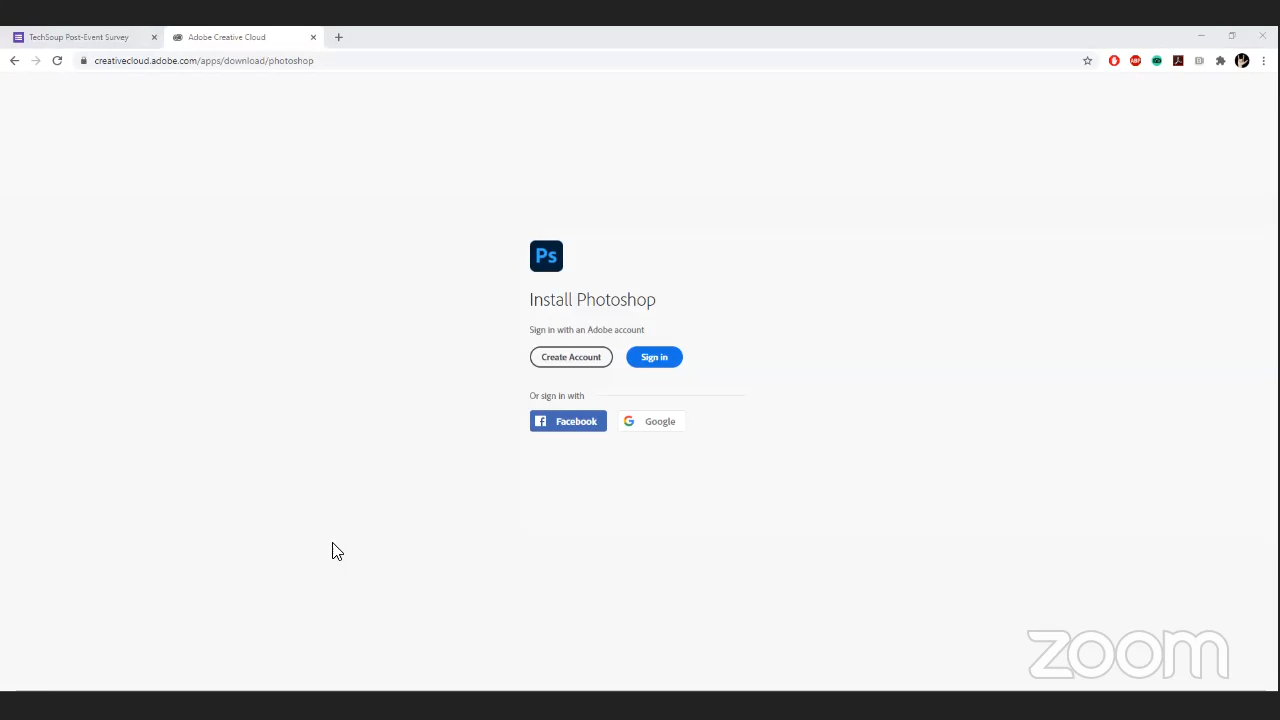 TechSoup Post-Event Survey
Adobe Creative Cloud
creativecloud.adobe.com/apps/download/photoshop
ABP
Ps
Install Photoshop
Sign in with an Adobe account
Create Account
Sign in
Or sign in with
Facebook
Google
zoom